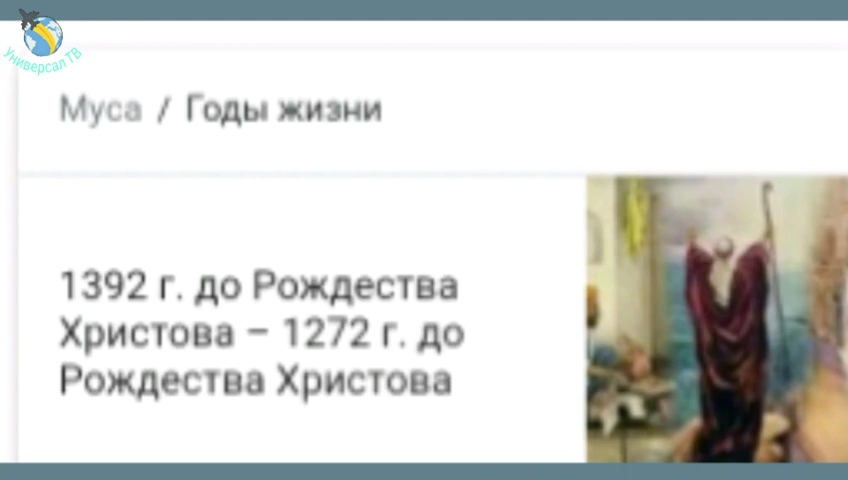 Универсал ТВ
Муса / Годы жизни
1392 г. до Рождества
Христова – 1272 г. до
Рождества Христова